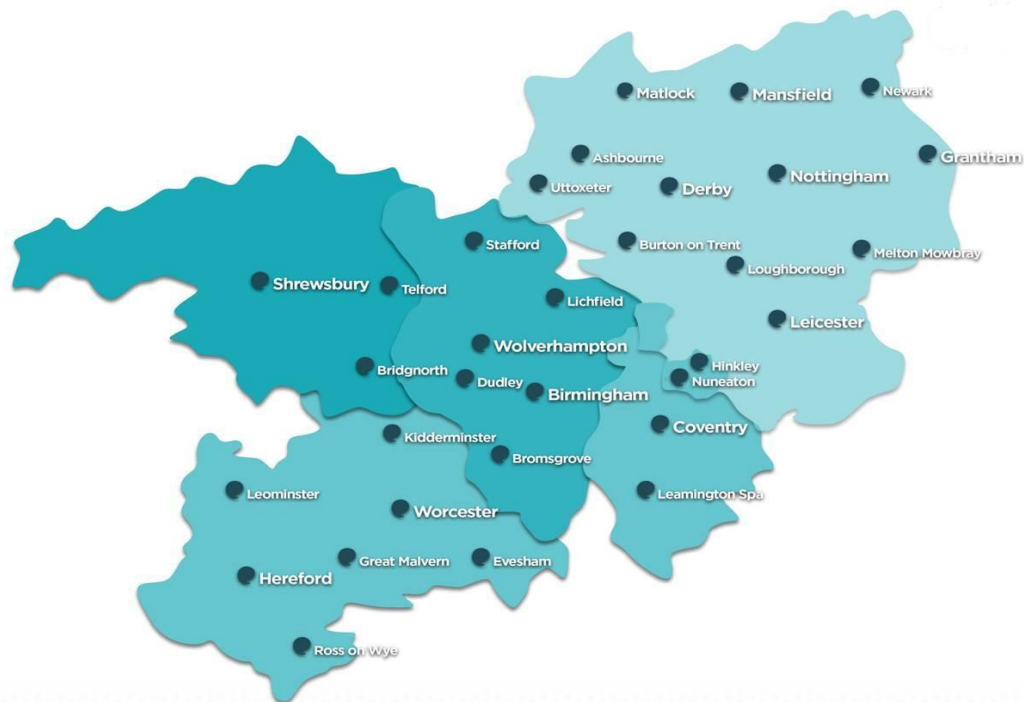 Matlock
Mansfield
Newark
Ashbourne
Grantham
Uttoxeter
Derby
Nottingham
Stafford
Burton on Trent
Melton Mowbray
Loughborough
Shrewsbury
Telford
Lichfield
Leicester
Wolverhampton
Bridgnorth
Dudley
Hinkley
Nuneaton
Birmingham
Kidderminster
Coventry
Bromsgrove
Leominster
Leamington Spa
Worcester
Great Malvern
Evesham
Hereford
Ross on Wye